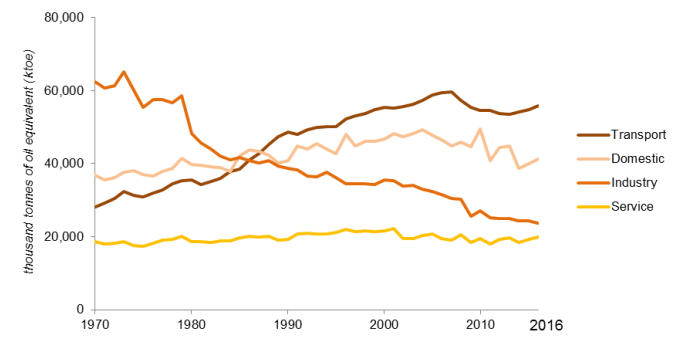 thousand tonnes of oil equivalent (ktoe)
80,000
60,000
40,000
20,000
0
1970
1980
1990
2000
2010
2016
Transport
Domestic
Industry
Service